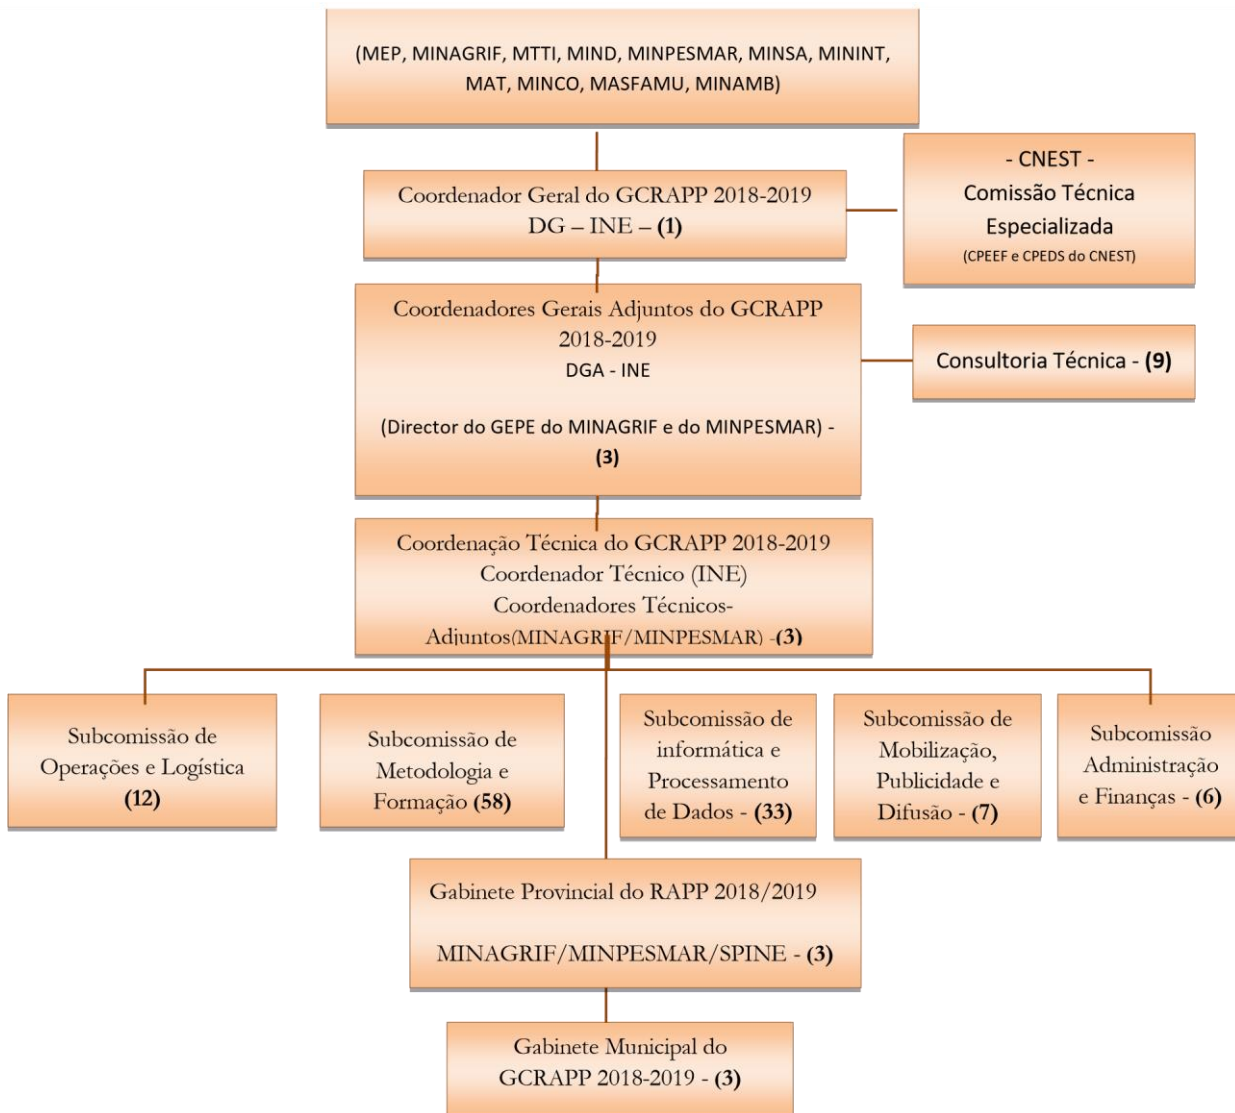 (MEP, MINAGRIF, MTTI, MIND, MINPESMAR, MINSA, MININT,
MAT, MINCO, MASFAMU, MINAMB)
- CNEST -
Comissão Técnica
Especializada
(CPEEF e CPEDS do CNEST)
Coordenador Geral do GCRAPP 2018-2019
DG – INE – (1)
Coordenadores Gerais Adjuntos do GCRAPP
2018-2019
DGA - INE
(Director do GEPE do MINAGRIF e do MINPESMAR) -
(3)
Consultoria Técnica - (9)
Coordenação Técnica do GCRAPP 2018-2019
Coordenador Técnico (INE)
Coordenadores Técnicos-
Adjuntos(MINAGRIF/MINPESMAR) -(3)
Subcomissão de
Operações e Logística
(12)
Subcomissão de
Metodologia e
Formação (58)
Subcomissão de
informática e
Processamento
de Dados - (33)
Subcomissão de
Mobilização,
Publicidade e
Difusão - (7)
Subcomissão
Administração
e Finanças - (6)
Gabinete Provincial do RAPP 2018/2019
MINAGRIF/MINPESMAR/SPINE - (3)
Gabinete Municipal do
GCRAPP 2018-2019 - (3)